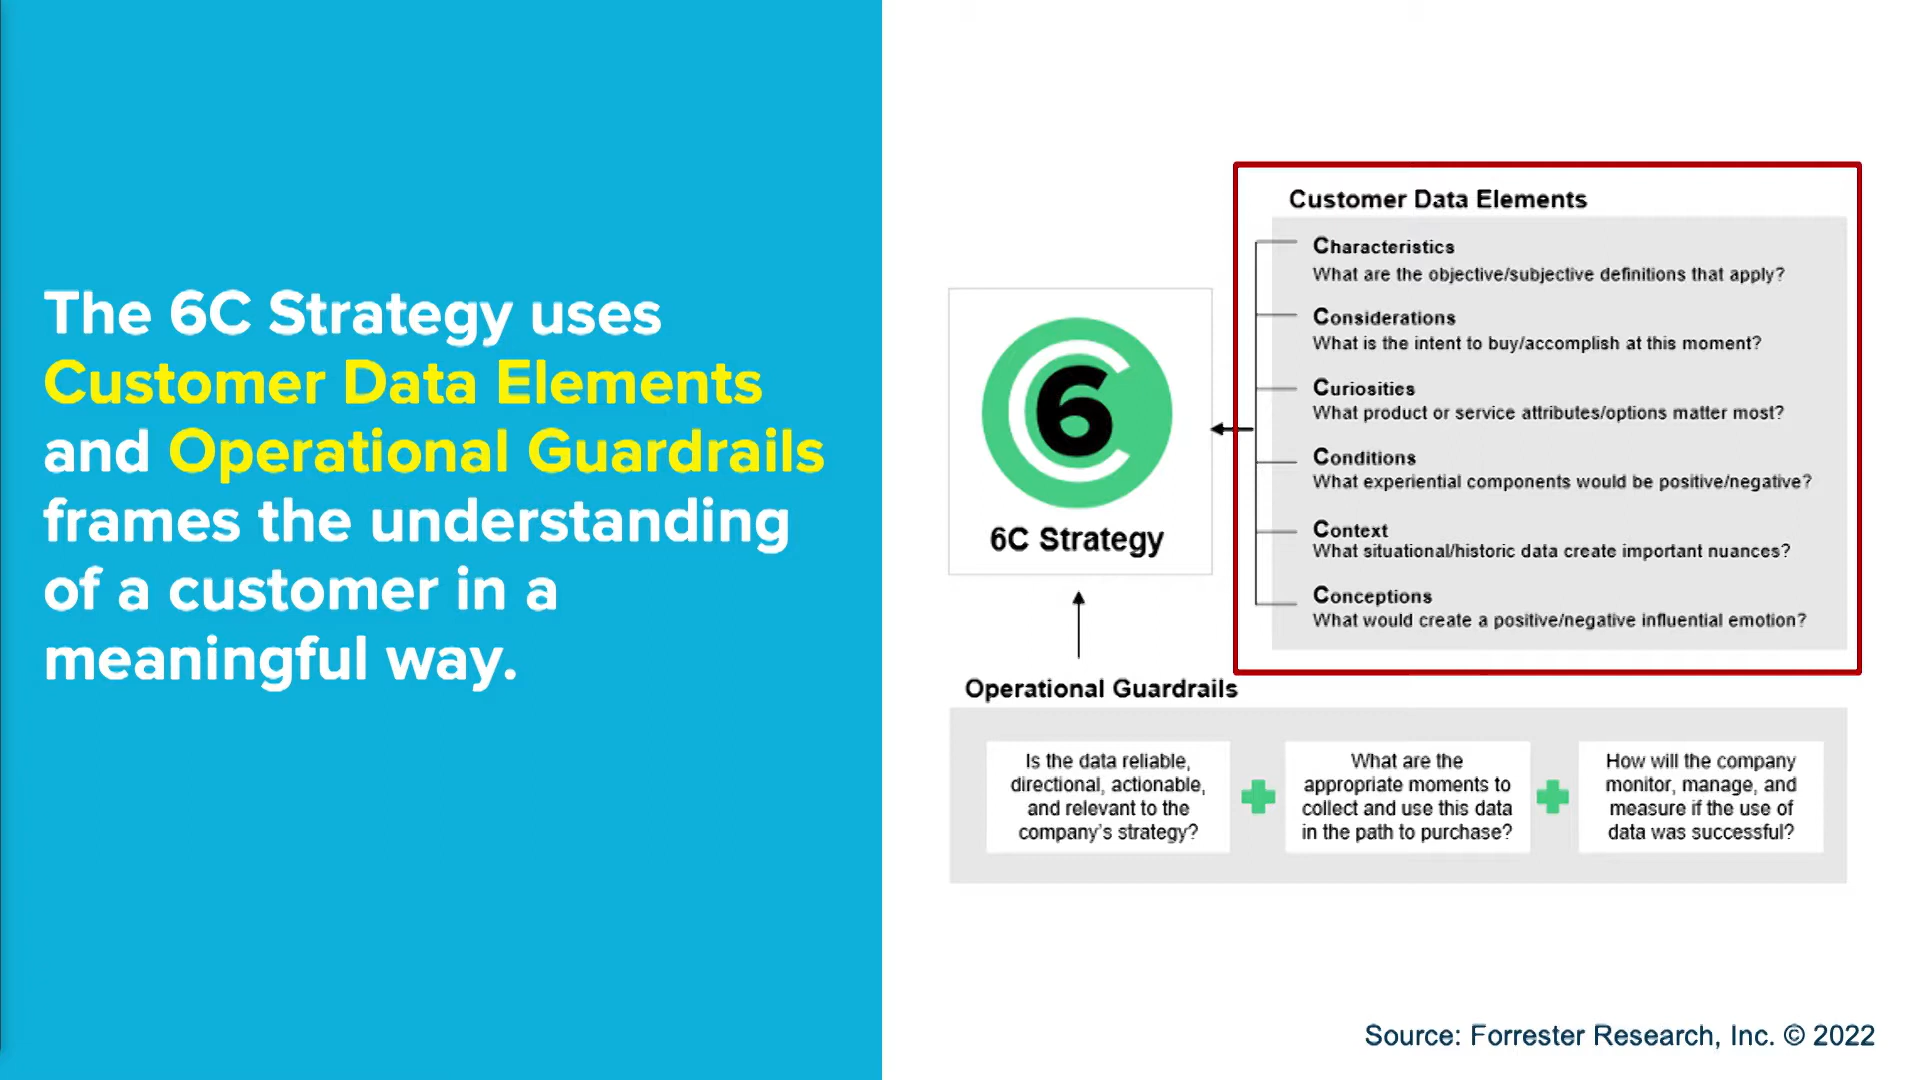 The 6C Strategy uses
Customer Data Elements
and Operational Guardrails
frames the understanding
of a customer in a
meaningful way.
Customer Data Elements
Characteristics
What are the objective/subjective definitions that apply?
Considerations
What is the intent to buy/accomplish at this moment?
Curiosities
What product or service attributes/options matter most?
Conditions
What experiential components would be positive/negative?
Context
What situational/historic data create important nuances?
Conceptions
What would create a positive/negative influential emotion?
6C
6C Strategy
Operational Guardrails
Is the data reliable,
directional, actionable,
and relevant to the
company's strategy?
What are the
appropriate moments to
collect and use this data
in the path to purchase?
How will the company
monitor, manage, and
measure if the use of
data was successful?
Source: Forrester Research, Inc. © 2022